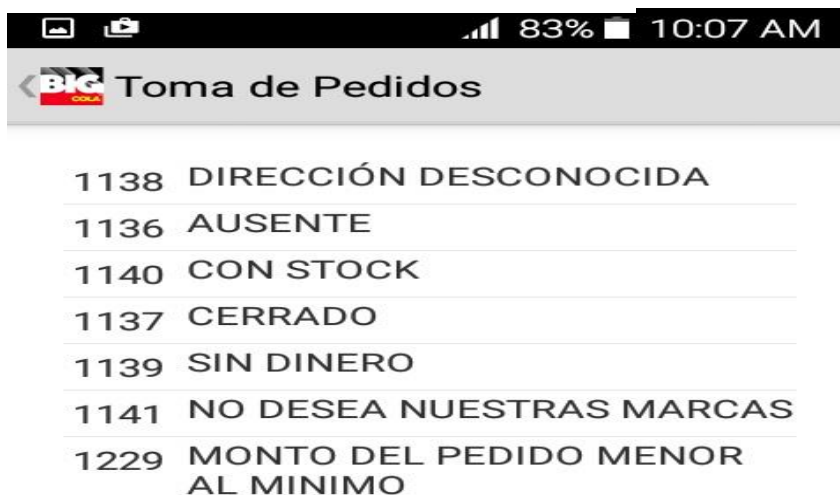 83% 10:07 AM
BIG COLA Toma de Pedidos
1138 DIRECCIÓN DESCONOCIDA
1136 AUSENTE
1140 CON STOCK
1137 CERRADO
1139 SIN DINERO
1141 NO DESEA NUESTRAS MARCAS
1229 MONTO DEL PEDIDO MENOR
AL MINIMO